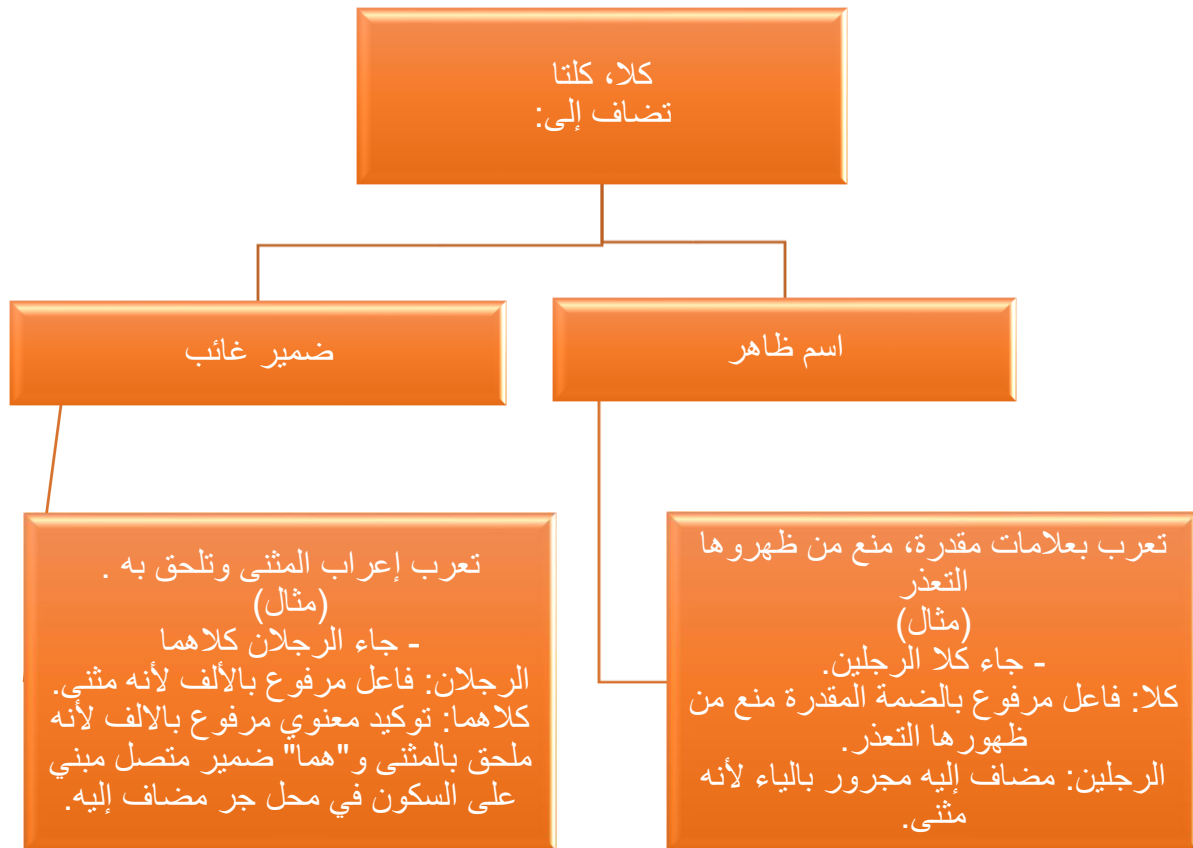 كلا، كلتا
تضاف إلى:
اسم ظاهر
ضمير غائب
تعرب بعلامات مقدرة، منع من ظهروها
التعذر
(مثال)
- جاء كلا الرجلين.
كلا: فاعل مرفوع بالضمة المقدرة منع من
ظهورها التعذر.
الرجلين: مضاف إليه مجرور بالياء لأنه
مثنى.
تعرب إعراب المثنى وتلحق به .
(مثال)
- جاء الرجلان كلاهما
الرجلان: فاعل مرفوع بالألف لأنه مثنى.
كلاهما: توكيد معنوي مرفوع بالالف لأنه
ملحق بالمثنى و"هما" ضمير متصل مبني
على السكون في محل جر مضاف إليه.